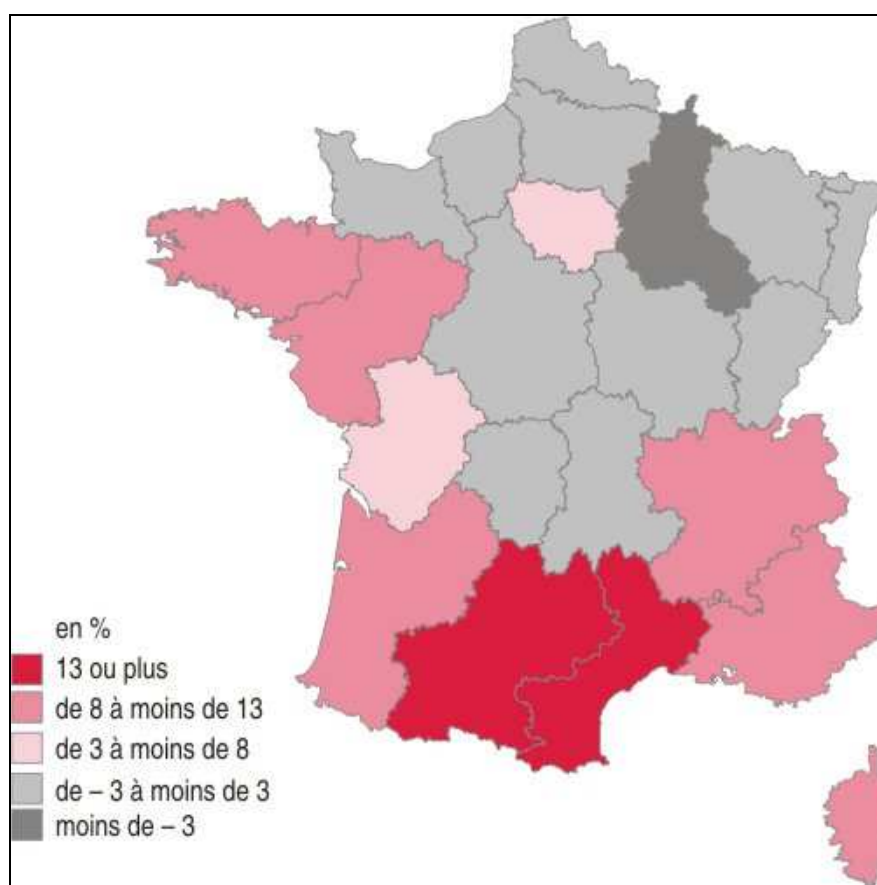 en %
13 ou plus
de 8 à moins de 13
de 3 à moins de 8
de – 3 à moins de 3
moins de – 3